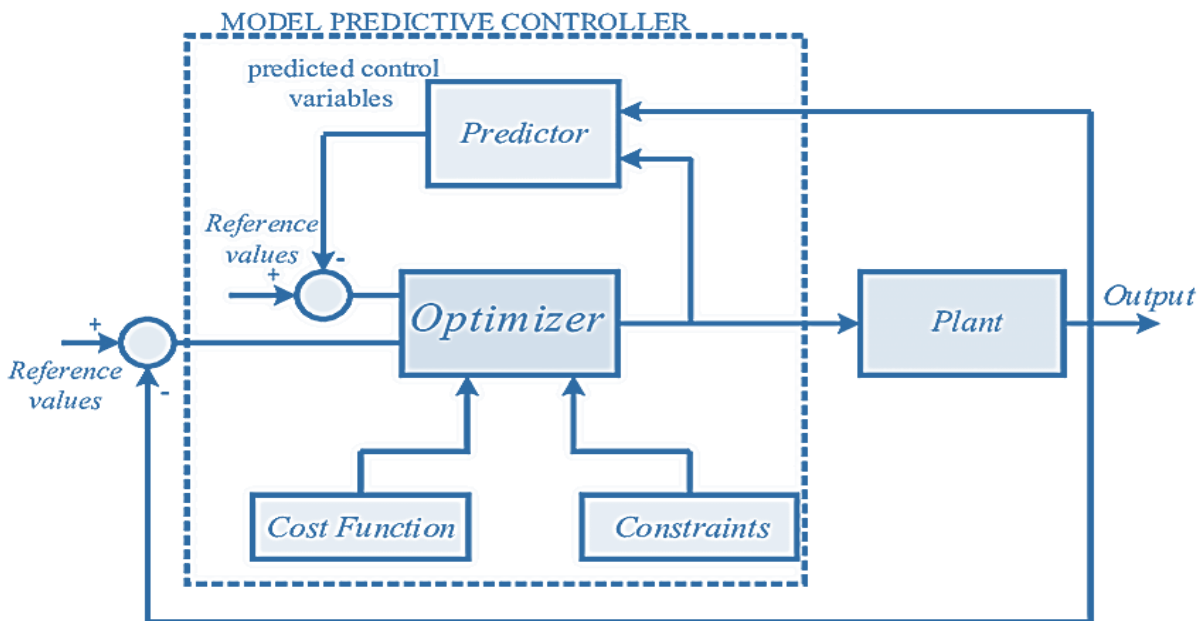 MODEL PREDICTIVE CONTROLLER
predicted control
variables
Predictor
Reference
values
-
+
Optimizer
Plant
Output
+
Reference
values
-
Cost Function
Constraints